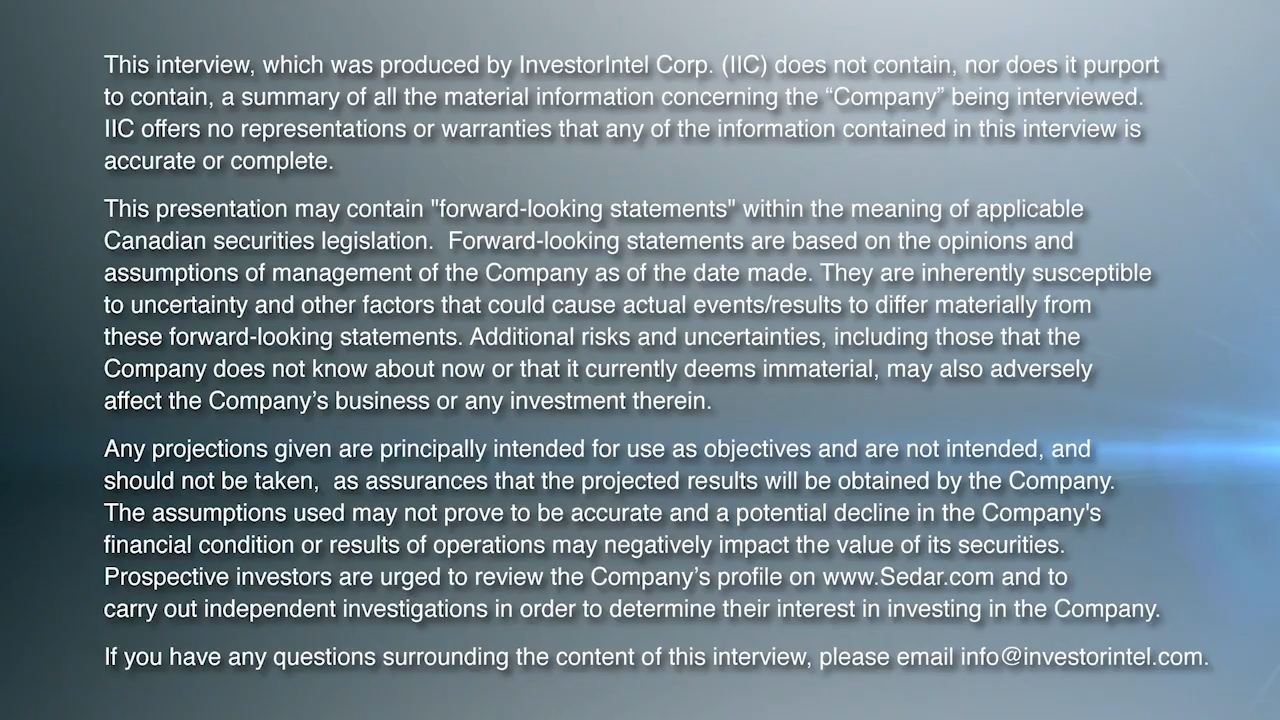 This interview, which was produced by InvestorIntel Corp. (IIC) does not contain, nor does it purport
to contain, a summary of all the material information concerning the “Company” being interviewed.
IIC offers no representations or warranties that any of the information contained in this interview is
accurate or complete.
This presentation may contain "forward-looking statements" within the meaning of applicable
Canadian securities legislation.  Forward-looking statements are based on the opinions and
assumptions of management of the Company as of the date made. They are inherently susceptible
to uncertainty and other factors that could cause actual events/results to differ materially from
these forward-looking statements. Additional risks and uncertainties, including those that the
Company does not know about now or that it currently deems immaterial, may also adversely
affect the Company’s business or any investment therein.
Any projections given are principally intended for use as objectives and are not intended, and
should not be taken,  as assurances that the projected results will be obtained by the Company.
The assumptions used may not prove to be accurate and a potential decline in the Company's
financial condition or results of operations may negatively impact the value of its securities.
Prospective investors are urged to review the Company’s profile on www.Sedar.com and to
carry out independent investigations in order to determine their interest in investing in the Company.
If you have any questions surrounding the content of this interview, please email info@investorintel.com.